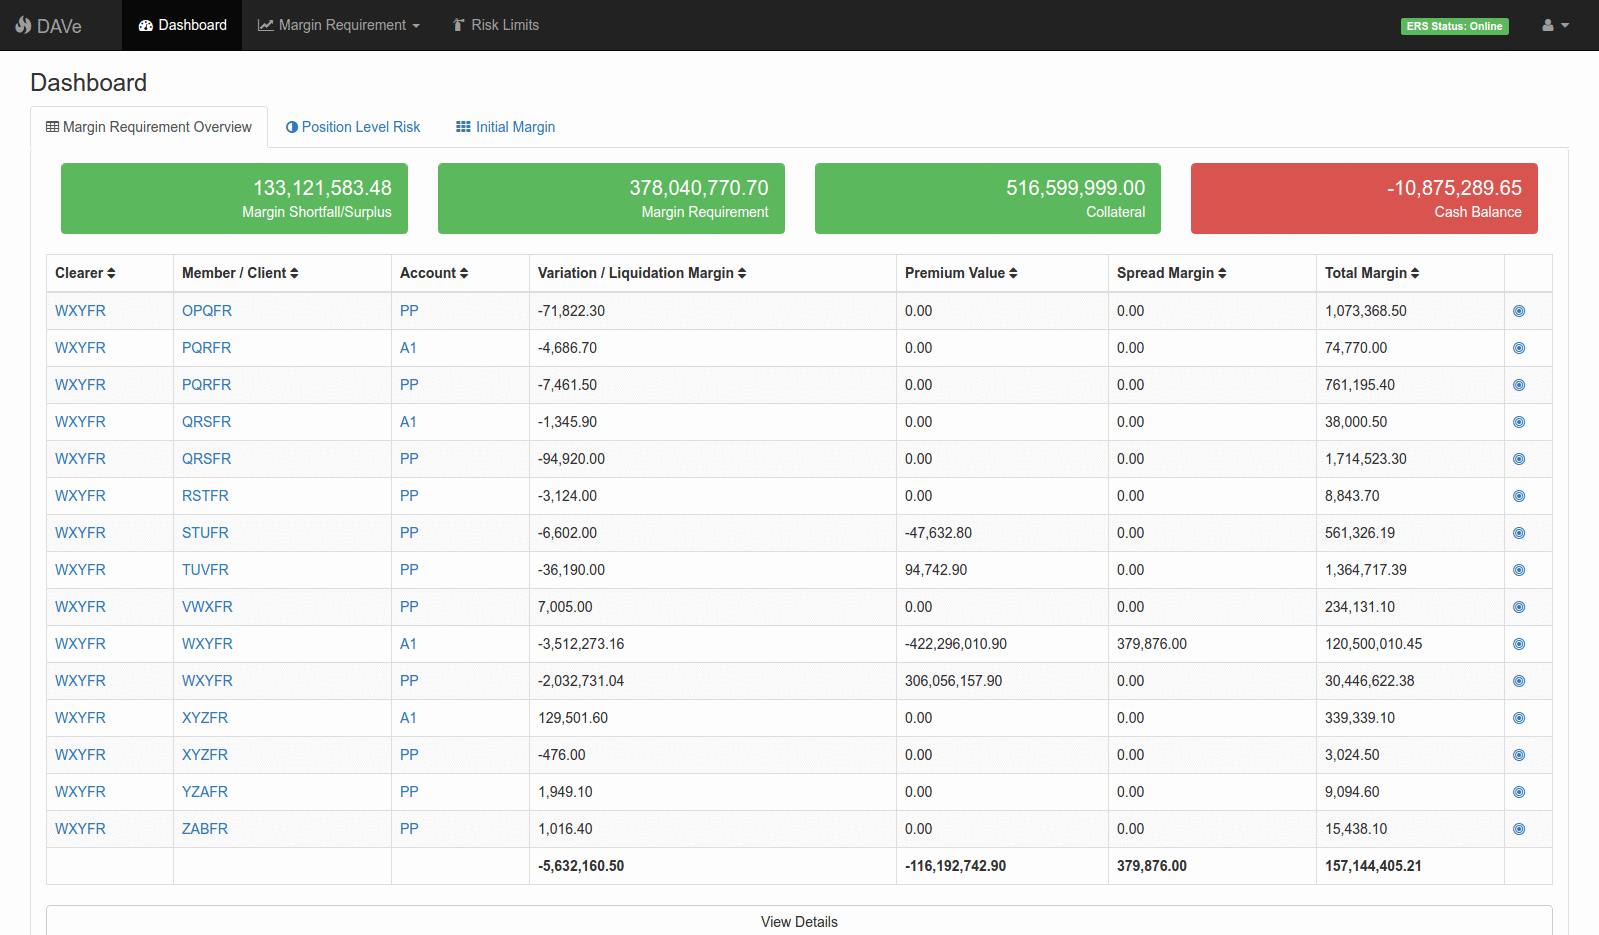 DAVe Dashboard Margin Requirement Risk Limits ERS Status: Online
Dashboard
Margin Requirement Overview Position Level Risk Initial Margin
133,121,583.48 378,040,770.70 516,599,999.00 -10,875,289.65
Margin Shortfall/Surplus Margin Requirement Collateral Cash Balance
Clearer Member / Client Account Variation / Liquidation Margin Premium Value Spread Margin Total Margin
WXYFR OPQFR PP -71,822.30 0.00 0.00 1,073,368.50
WXYFR PQRFR A1 -4,686.70 0.00 0.00 74,770.00
WXYFR PQRFR PP -7,461.50 0.00 0.00 761,195.40
WXYFR QRSFR A1 -1,345.90 0.00 0.00 38,000.50
WXYFR QRSFR PP -94,920.00 0.00 0.00 1,714,523.30
WXYFR RSTFR PP -3,124.00 0.00 0.00 8,843.70
WXYFR STUFR PP -6,602.00 -47,632.80 0.00 561,326.19
WXYFR TUVFR PP -36,190.00 94,742.90 0.00 1,364,717.39
WXYFR VWXFR PP 7,005.00 0.00 0.00 234,131.10
WXYFR WXYFR A1 -3,512,273.16 -422,296,010.90 379,876.00 120,500,010.45
WXYFR WXYFR PP -2,032,731.04 306,056,157.90 0.00 30,446,622.38
WXYFR XYZFR A1 129,501.60 0.00 0.00 339,339.10
WXYFR XYZFR PP -476.00 0.00 0.00 3,024.50
WXYFR YZAFR PP 1,949.10 0.00 0.00 9,094.60
WXYFR ZABFR PP 1,016.40 0.00 0.00 15,438.10
-5,632,160.50 -116,192,742.90 379,876.00 157,144,405.21
View Details